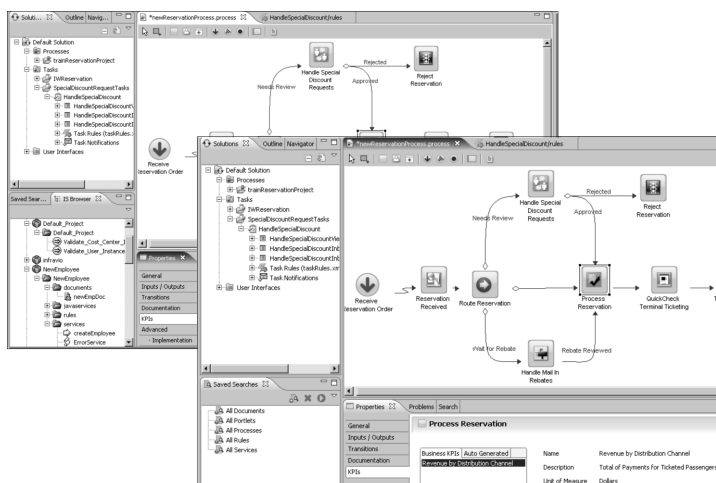 Soluti...
Outline
Navig...
*newReservationProcess.process
HandleSpecialDiscount/rules
Default Solution
Processes
trainReservationProject
Tasks
IWReservation
SpecialDiscountRequestTasks
HandleSpecialDiscount
HandleSpecialDiscountV
HandleSpecialDiscountI
HandleSpecialDiscountI
Task Rules (taskRules.x
Task Notifications
User Interfaces
Handle Special
Discount
Requests
Rejected
Reject
Reservation
Approved
Needs Review
Receive
Reservation Order
Saved Sear...
IS Browser
Default_Project
Default_Project
Validate_Cost_Center_I
Validate_User_Instance
infravio
NewEmployee
NewEmployee
documents
newEmpDoc
javaservices
rules
services
createEmployee
ErrorService
Properties
General
Inputs / Outputs
Transitions
Documentation
KPIs
Advanced
- Implementation
Solutions
Outline
Navigator
*newReservationProcess.process
HandleSpecialDiscount/rules
Default Solution
Processes
trainReservationProject
Tasks
IWReservation
SpecialDiscountRequestTasks
HandleSpecialDiscount
HandleSpecialDiscountVie
HandleSpecialDiscountInt
HandleSpecialDiscountInt
Task Rules (taskRules.xm
Task Notifications
User Interfaces
Handle Special
Discount
Requests
Rejected
Reject
Reservation
Needs Review
Approved
Receive
Reservation Order
Reservation
Received
Route Reservation
Process
Reservation
QuickCheck
Terminal Ticketing
Wait for Rebate
Rebate Reviewed
Handle Mail In
Rebates
Saved Searches
All Documents
All Portlets
All Processes
All Rules
All Services
Properties
Problems
Search
General
Inputs / Outputs
Transitions
Documentation
KPIs
Process Reservation
Business KPIs
Auto Generated
Revenue by Distribution Channel
Name
Revenue by Distribution Channel
Description
Total of Payments for Ticketed Passengers
Unit of Measure
Dollars